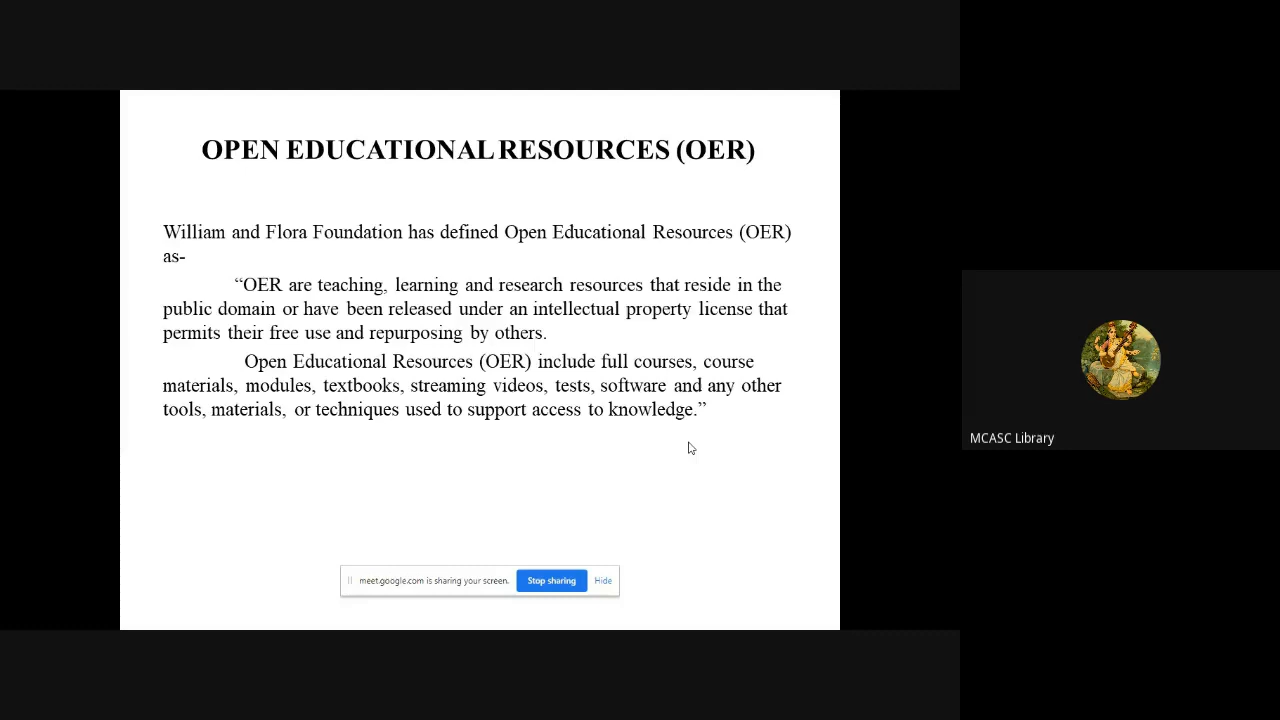 OPEN EDUCATIONAL RESOURCES (OER)
William and Flora Foundation has defined Open Educational Resources (OER)
as-
“OER are teaching, learning and research resources that reside in the
public domain or have been released under an intellectual property license that
permits their free use and repurposing by others.
Open Educational Resources (OER) include full courses, course
materials, modules, textbooks, streaming videos, tests, software and any other
tools, materials, or techniques used to support access to knowledge.”
MCASC Library
meet.google.com is sharing your screen. Stop sharing Hide